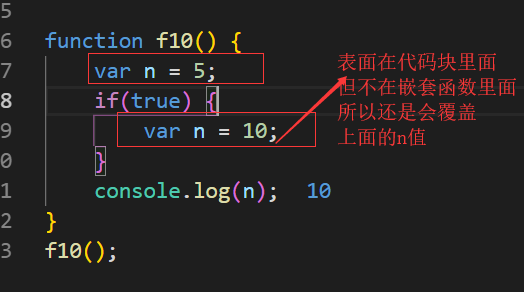 5
6 function f10() {
7 var n = 5;
8 if(true) {
9 var n = 10;
0 }
1 console.log(n); 10
2 }
3 f10();
表面在代码块里面
但不在嵌套函数里面
所以还是会覆盖
上面的n值